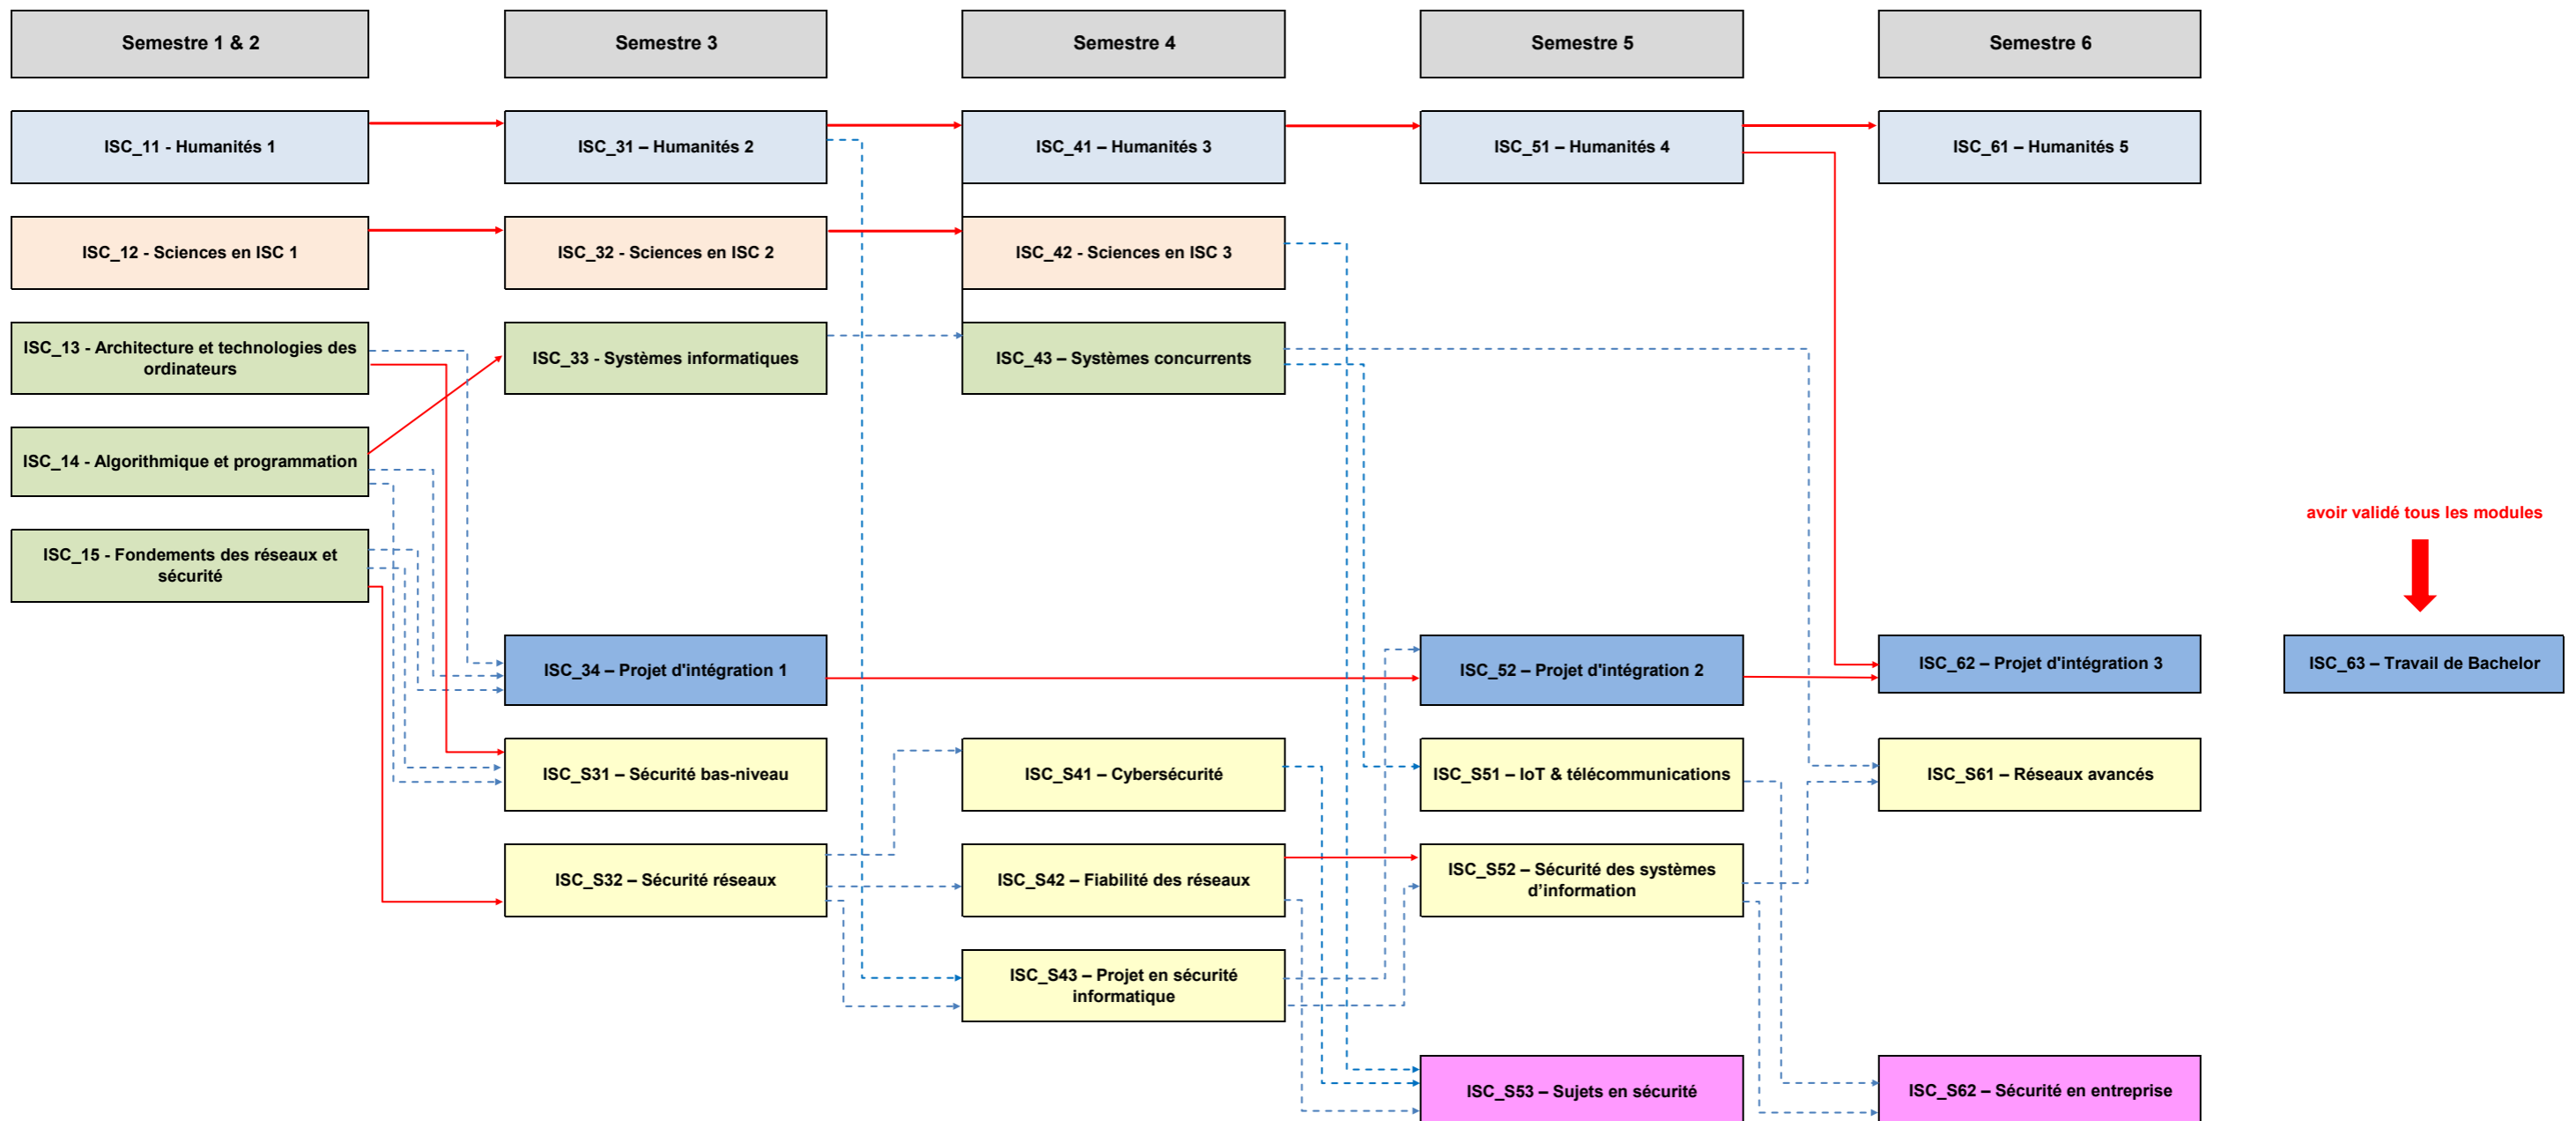 Semestre 1 & 2
Semestre 3
Semestre 4
Semestre 5
Semestre 6
ISC_11 - Humanités 1
ISC_31 – Humanités 2
ISC_41 – Humanités 3
ISC_51 – Humanités 4
ISC_61 – Humanités 5
ISC_12 - Sciences en ISC 1
ISC_32 - Sciences en ISC 2
ISC_42 - Sciences en ISC 3
ISC_13 - Architecture et technologies des
ordinateurs
ISC_33 - Systèmes informatiques
ISC_43 – Systèmes concurrents
ISC_14 - Algorithmique et programmation
avoir validé tous les modules
ISC_15 - Fondements des réseaux et
sécurité
ISC_34 – Projet d'intégration 1
ISC_52 – Projet d'intégration 2
ISC_62 – Projet d'intégration 3
ISC_63 – Travail de Bachelor
ISC_S31 – Sécurité bas-niveau
ISC_S41 – Cybersécurité
ISC_S51 – IoT & télécommunications
ISC_S61 – Réseaux avancés
ISC_S32 – Sécurité réseaux
ISC_S42 – Fiabilité des réseaux
ISC_S52 – Sécurité des systèmes
d’information
ISC_S43 – Projet en sécurité
informatique
ISC_S53 – Sujets en sécurité
ISC_S62 – Sécurité en entreprise